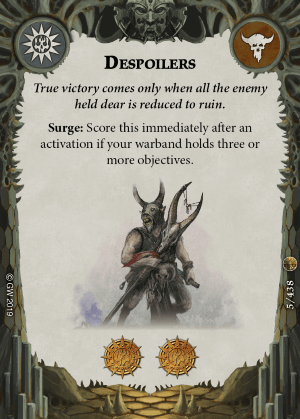 Despoilers
True victory comes only when all the enemy
held dear is reduced to ruin.
Surge: Score this immediately after an
activation if your warband holds three or
more objectives.
© GW 2019
5/438